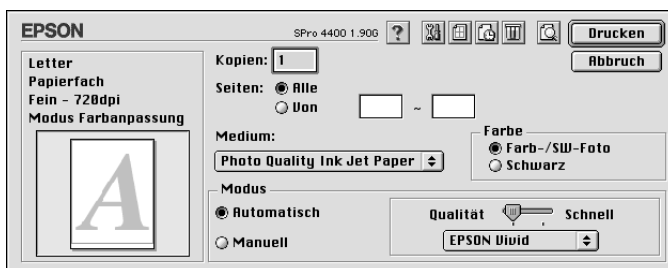 EPSON
SPro 4400 1.90G
?
Drucken
Abbruch
Letter
Papierfach
Fein - 720dpi
Modus Farbanpassung
A
Kopien: 1
Seiten: Alle
Von ~
Medium:
Photo Quality Ink Jet Paper
Farbe
Farb-/SW-Foto
Schwarz
Modus
Automatisch
Manuell
Qualität Schnell
EPSON Vivid